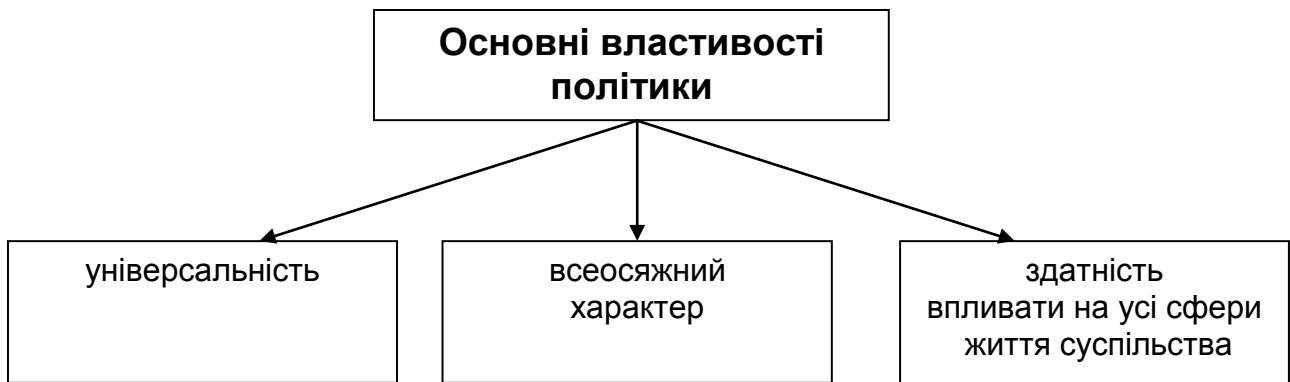 Основні властивості
політики
універсальність
всеосяжний
характер
здатність
впливати на усі сфери
життя суспільства